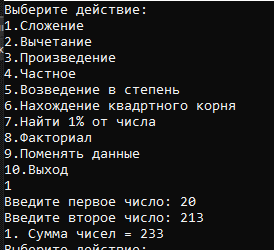 Выберите действие:
1.Сложение
2.Вычетание
3.Произведение
4.Частное
5.Возведение в степень
6.Нахождение квадртного корня
7.Найти 1% от числа
8.Факториал
9.Поменять данные
10.Выход
1
Введите первое число: 20
Введите второе число: 213
1. Сумма чисел = 233
Выберите действие: